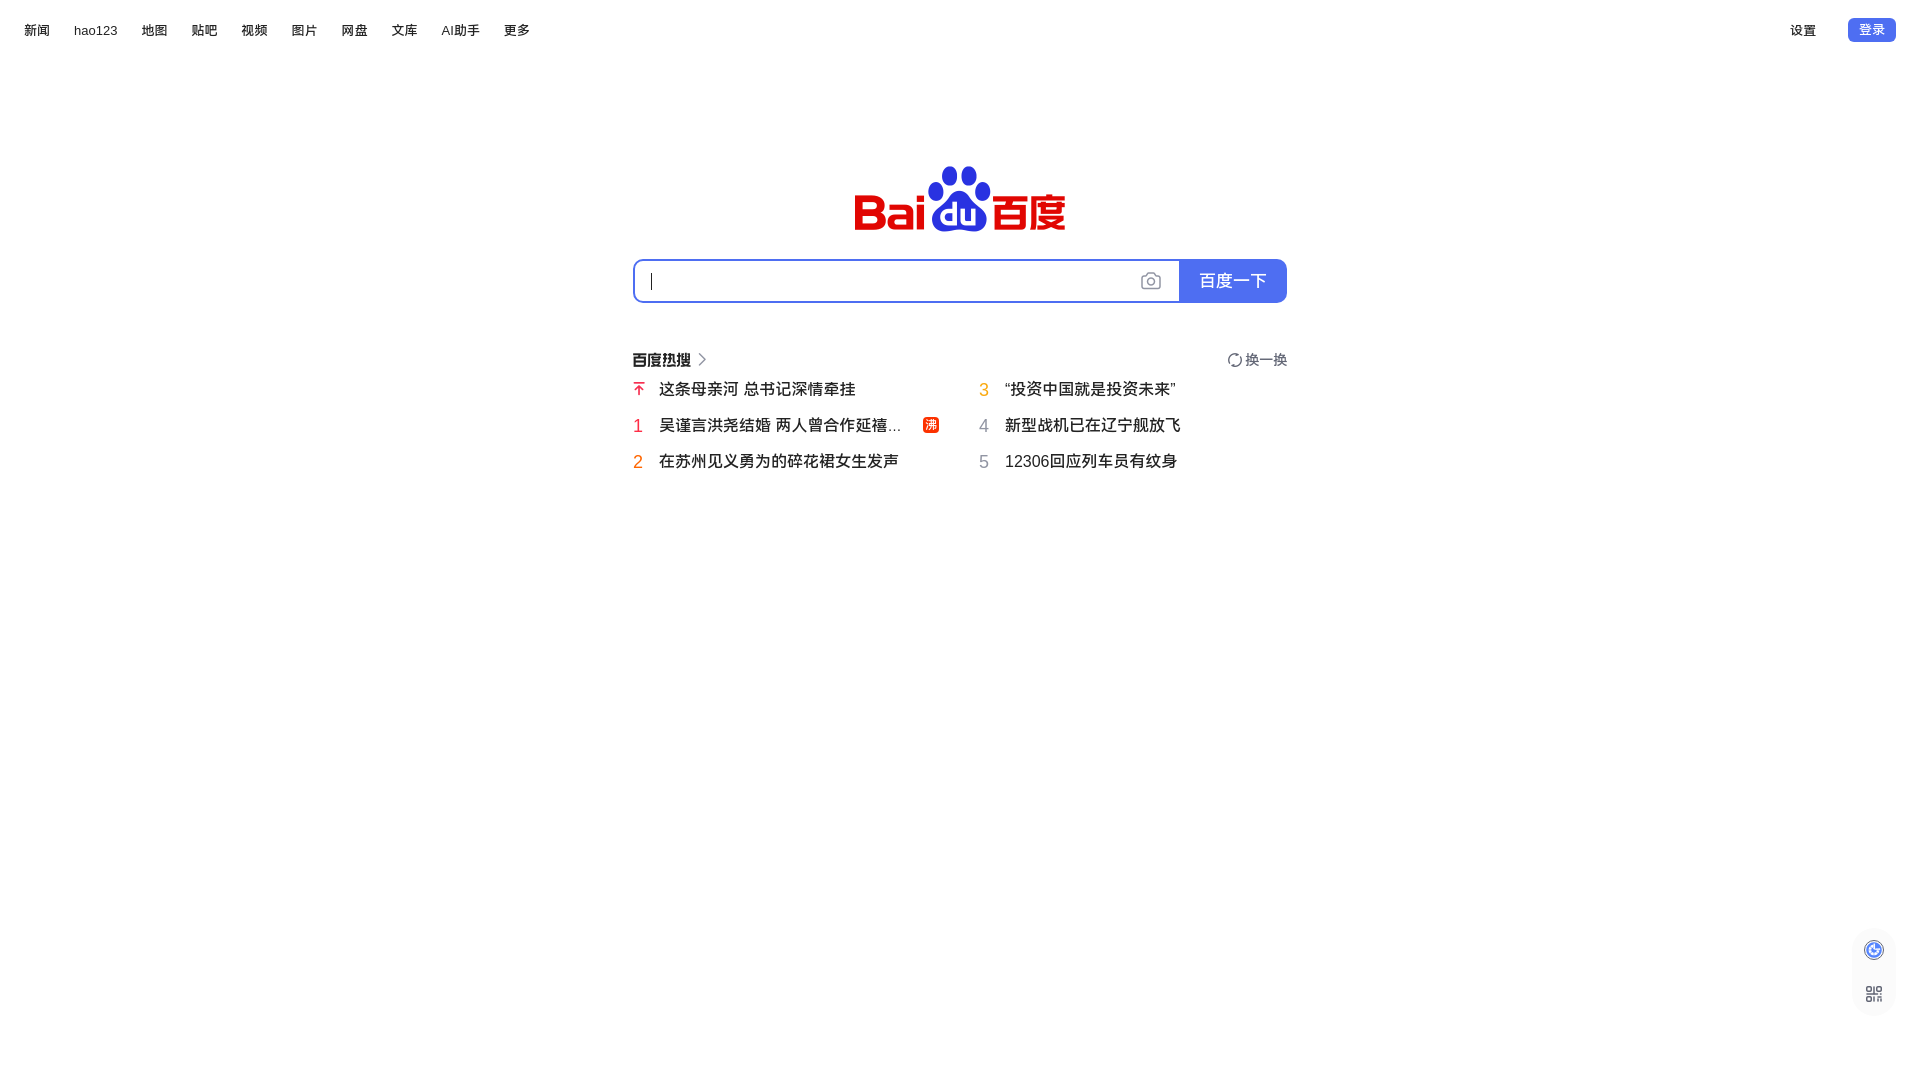 新闻 hao123 地图 贴吧 视频 图片 网盘 文库 AI助手 更多 设置 登录
Bai du 百度
百度一下
百度热搜 换一换
这条母亲河 总书记深情牵挂
1 吴谨言洪尧结婚 两人曾合作延禧... 沸
2 在苏州见义勇为的碎花裙女生发声
3 “投资中国就是投资未来”
4 新型战机已在辽宁舰放飞
5 12306回应列车员有纹身